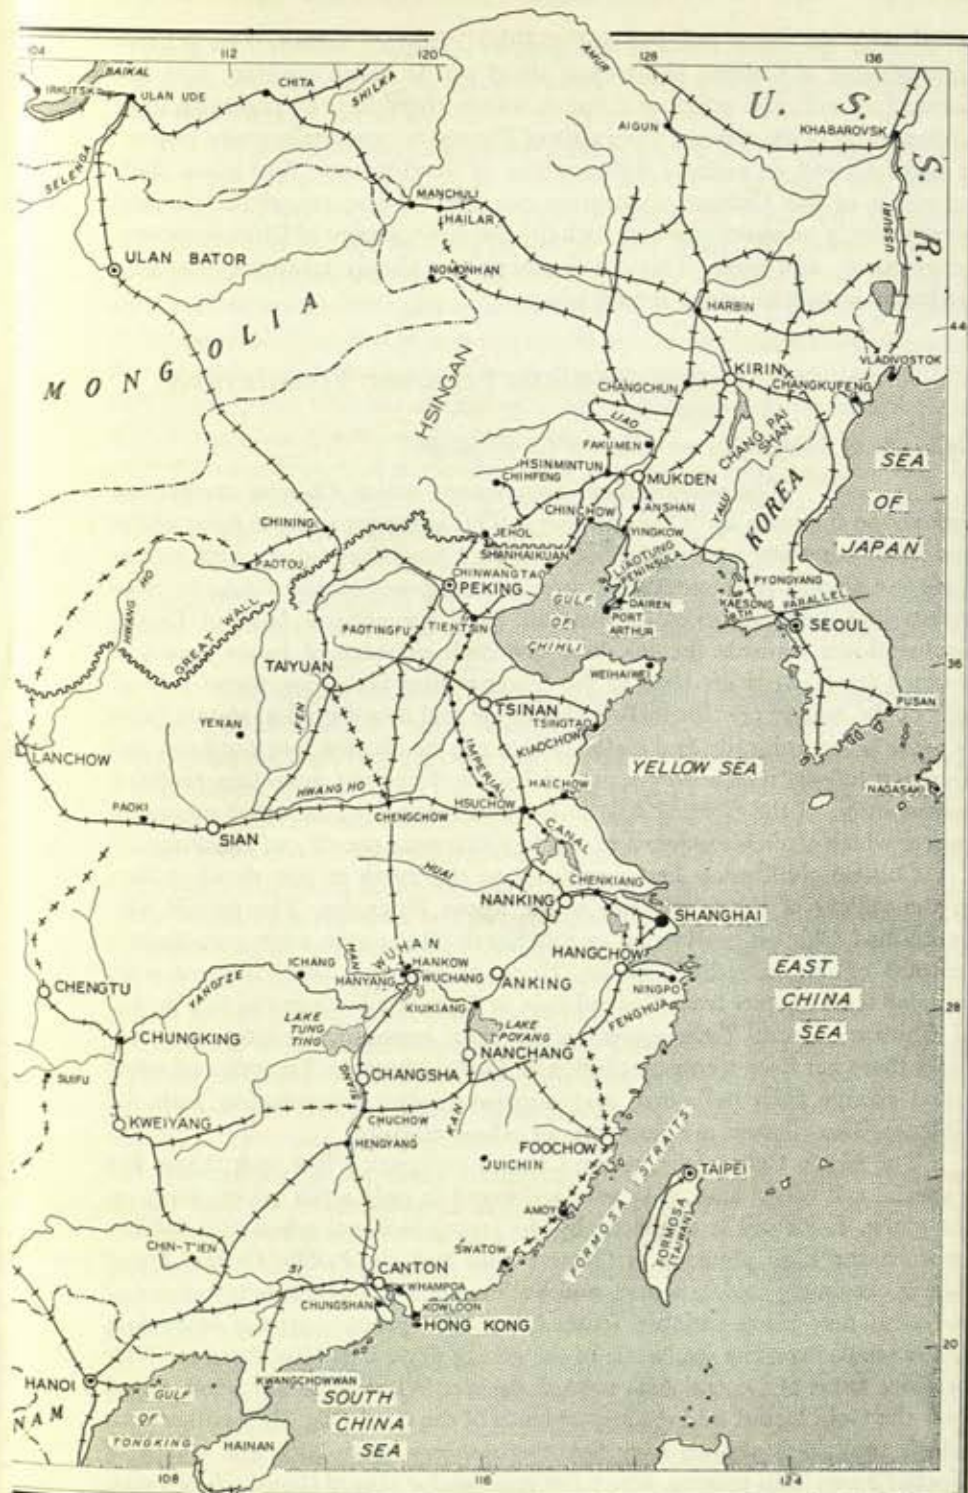 104
112
120
128
136
BAIKAL
IRKUTSK
ULAN UDE
CHITA
SHILKA
AMUR
U. S.
S. R.
AIGUN
KHABAROVSK
SELENGA
MANCHULI
HAILAR
USSURI
ULAN BATOR
NOMONHAN
HARBIN
MONGOLIA
44
VLADIVOSTOK
HSINGAN
KIRIN
CHANGCHUN
CHANGKUFENG
LIAO
CHANG PAI
SHAN
FAKUMEN
SEA
OF
JAPAN
HSINMINTUN
CHIHFENG
MUKDEN
YALU
KOREA
CHINCHOW
ANSHAN
CHINING
JEHOL
YINGKOW
SHANHAIKUAN
PAOTOU
LIAOTUNG
PENINSULA
CHINWANGTAO
PEKING
PYONGYANG
HWANG HO
GULF
OF
CHIHLI
DAIREN
PORT
ARTHUR
KAESONG
38TH PARALLEL
SEOUL
GREAT WALL
PAOTINGFU
TIENTSIN
TAIYUAN
WEIHAIWEI
36
TSINAN
PUSAN
FEN
YENAN
TSINGTAO
KIAOCHOW
LANCHOW
IMPERIAL
YELLOW SEA
HWANG HO
HAICHOW
NAGASAKI
PAOKI
CHENGCHOW
HSUCHOW
SIAN
CANAL
HUAI
CHENKIANG
NANKING
SHANGHAI
WUHAN
HAN
HANGCHOW
ICHANG
HANKOW
HANYANG
WUCHANG
ANKING
EAST
CHINA
SEA
CHENGTU
YANGTZE
NINGPO
KIUKIANG
FENGHUA
28
LAKE
TUNG
TING
LAKE
POYANG
CHUNGKING
NANCHANG
SUIFU
CHANGSHA
SIANG
KAN
KWEIYANG
CHUCHOW
FOOCHOW
HENGYANG
JUICHIN
TAIPEI
FORMOSA STRAITS
AMOY
FORMOSA
TAIWAN
CHIN-T'IEN
SWATOW
SI
CANTON
WHAMPOA
CHUNGSHAN
KOWLOON
HONG KONG
20
HANOI
KWANGCHOWWAN
NAM
GULF
OF
TONGKING
SOUTH
CHINA
SEA
HAINAN
108
116
124